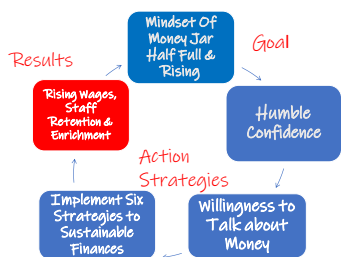 Mindset Of
Money Jar
Half Full &
Rising
Goal
Humble
Confidence
Willingness to
Talk about
Money
Action
Strategies
Implement Six
Strategies to
Sustainable
Finances
Results
Rising Wages,
Staff
Retention &
Enrichment